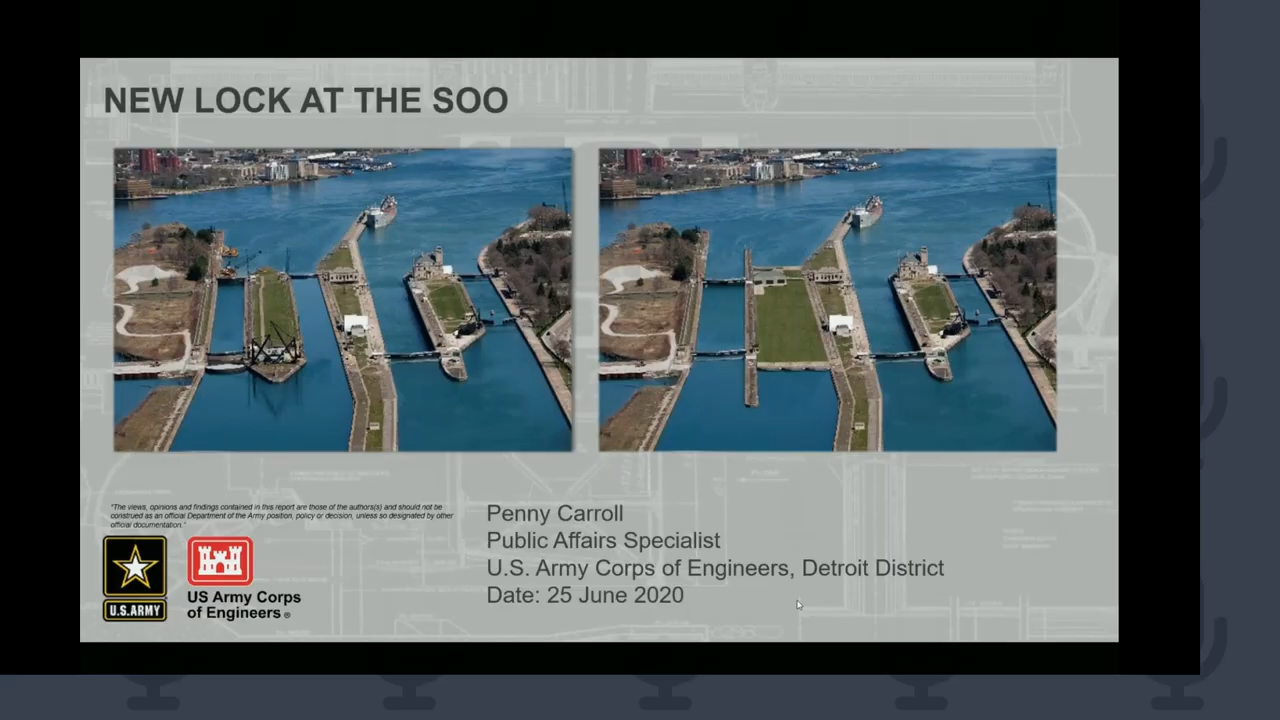 NEW LOCK AT THE SOO
"The views, opinions and findings contained in this report are those of the authors(s) and should not be
construed as an official Department of the Army position, policy or decision, unless so designated by other
official documentation."
U.S.ARMY
US Army Corps
of Engineers ®
Penny Carroll
Public Affairs Specialist
U.S. Army Corps of Engineers, Detroit District
Date: 25 June 2020